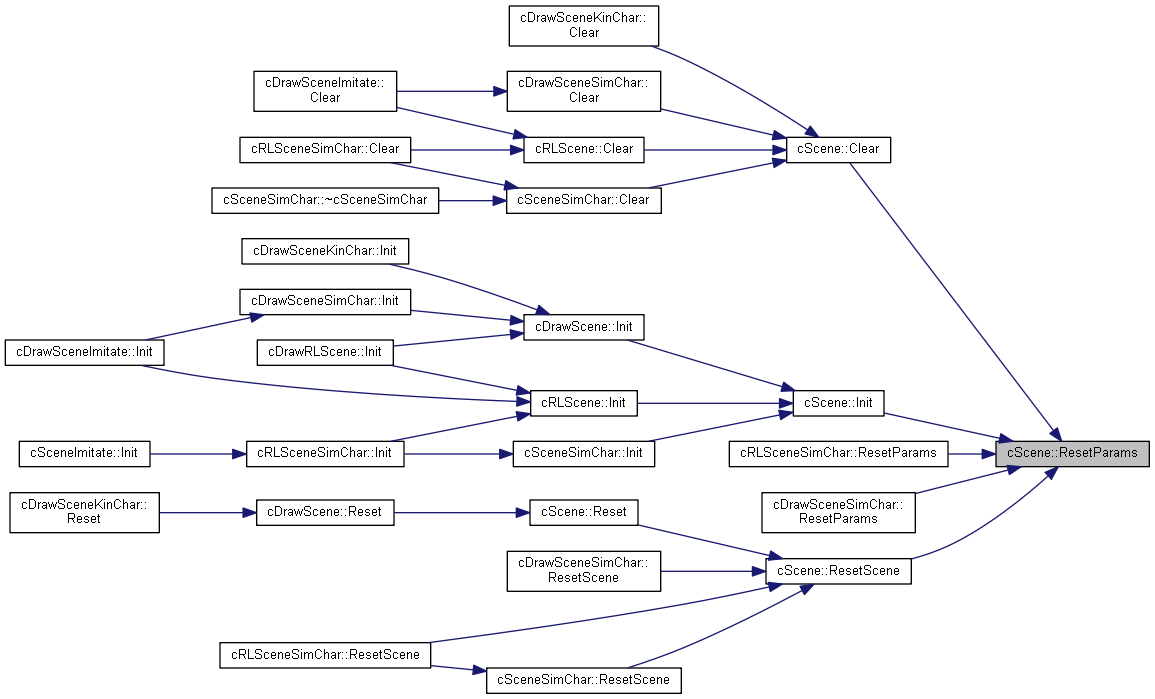 cDrawSceneKinChar::
Clear
cDrawSceneImitate::
Clear
cDrawSceneSimChar::
Clear
cRLSceneSimChar::Clear
cRLScene::Clear
cScene::Clear
cSceneSimChar::~cSceneSimChar
cSceneSimChar::Clear
cDrawSceneKinChar::Init
cDrawSceneSimChar::Init
cDrawScene::Init
cDrawSceneImitate::Init
cDrawRLScene::Init
cRLScene::Init
cScene::Init
cSceneImitate::Init
cRLSceneSimChar::Init
cSceneSimChar::Init
cRLSceneSimChar::ResetParams
cScene::ResetParams
cDrawSceneKinChar::
Reset
cDrawScene::Reset
cScene::Reset
cDrawSceneSimChar::
ResetParams
cDrawSceneSimChar::
ResetScene
cScene::ResetScene
cRLSceneSimChar::ResetScene
cSceneSimChar::ResetScene